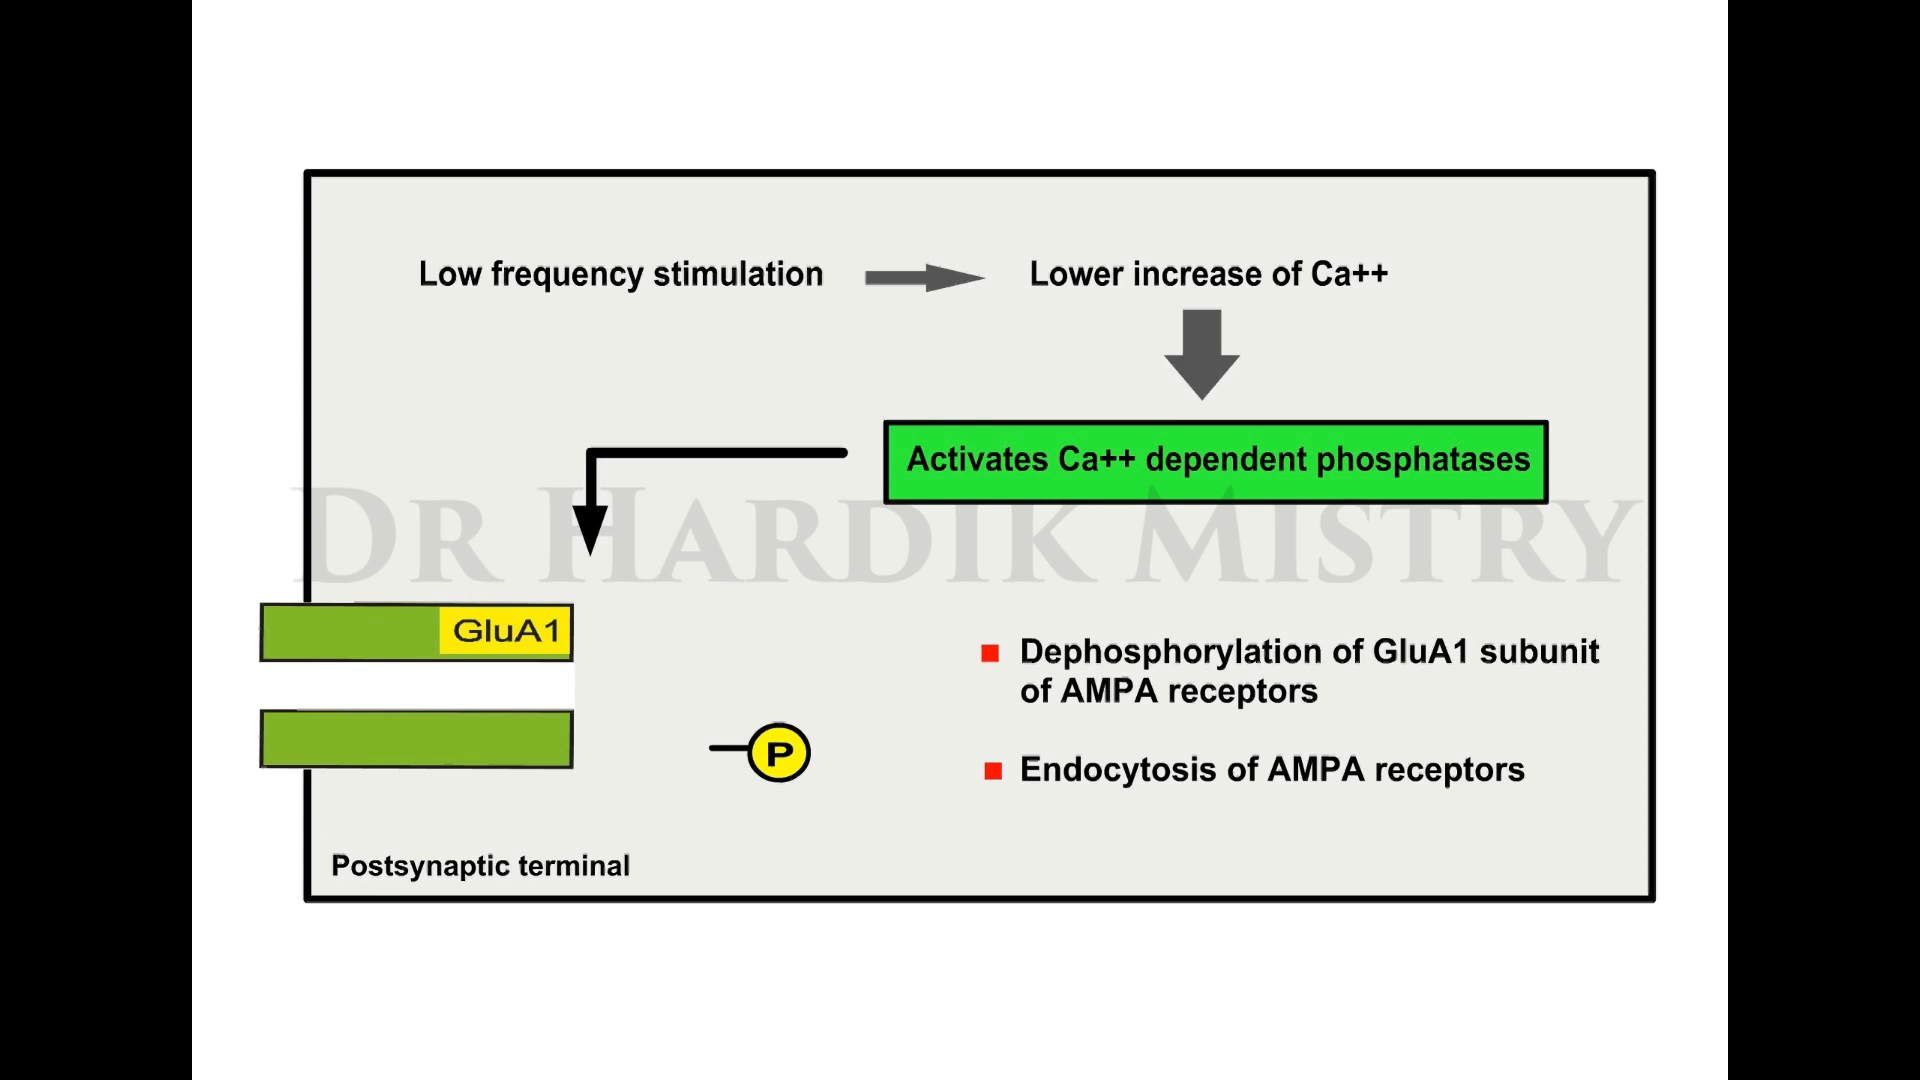 Low frequency stimulation
Lower increase of Ca++
Activates Ca++ dependent phosphatases
DR HARDIK MISTRY
GluA1
Dephosphorylation of GluA1 subunit
of AMPA receptors
P
Endocytosis of AMPA receptors
Postsynaptic terminal